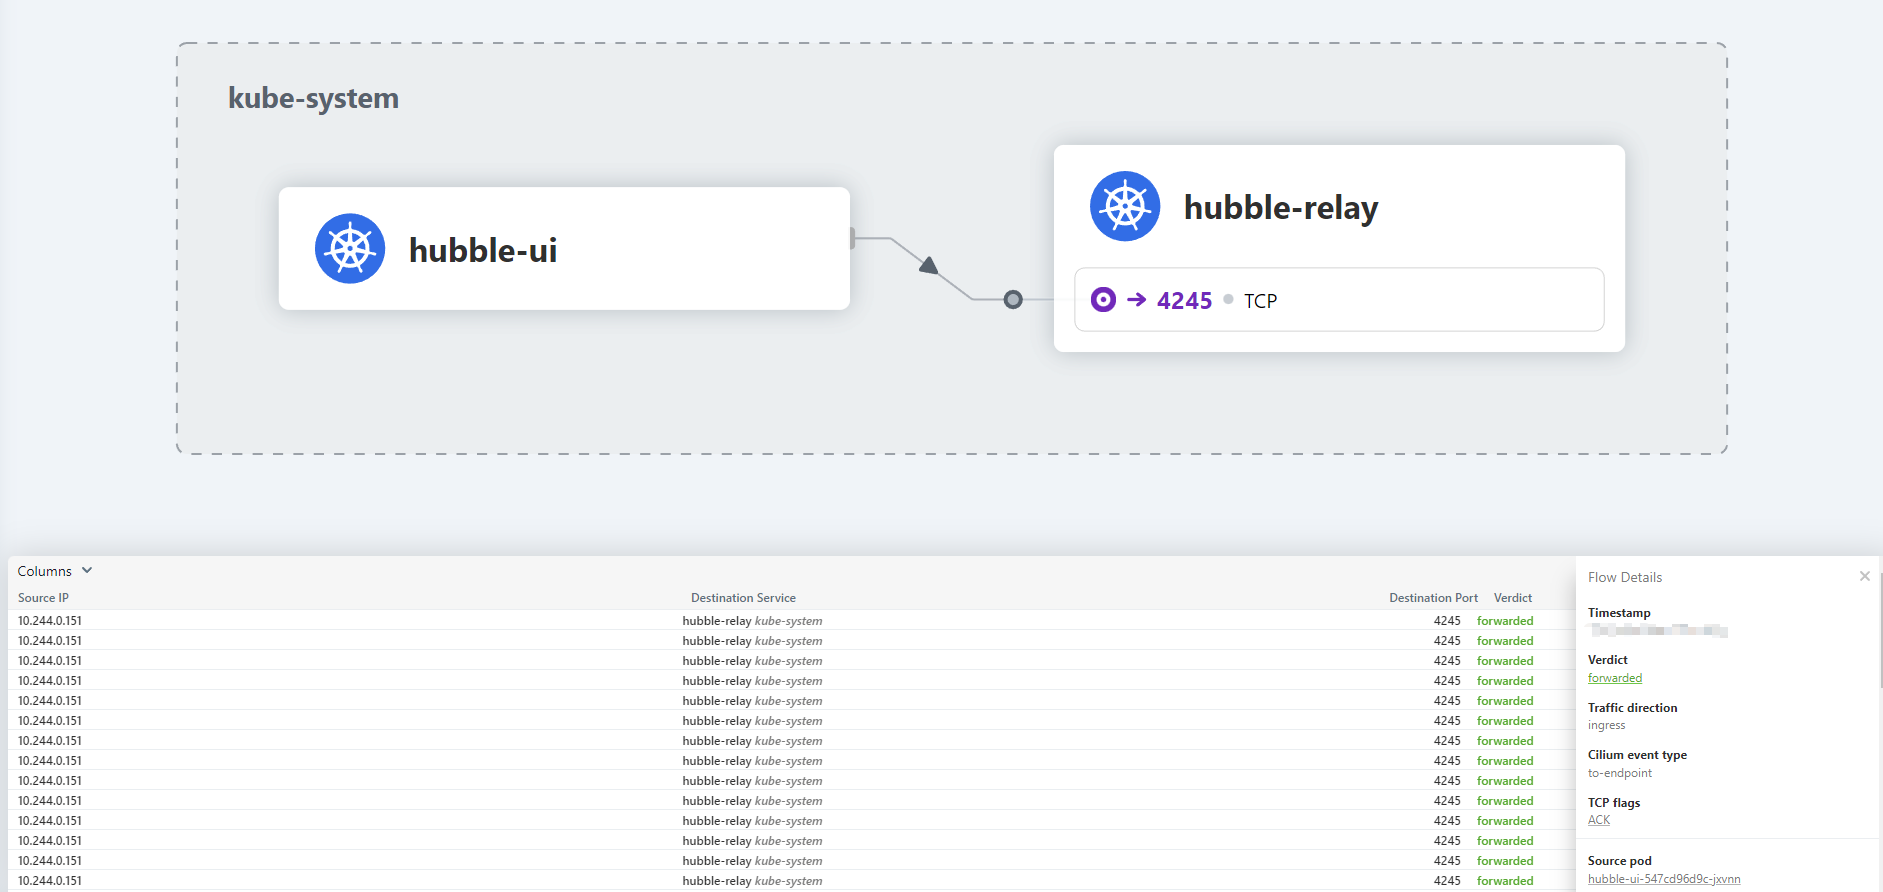 kube-system
hubble-ui
hubble-relay
4245 TCP
Columns
Source IP Destination Service Destination Port Verdict
10.244.0.151 hubble-relay kube-system 4245 forwarded
10.244.0.151 hubble-relay kube-system 4245 forwarded
10.244.0.151 hubble-relay kube-system 4245 forwarded
10.244.0.151 hubble-relay kube-system 4245 forwarded
10.244.0.151 hubble-relay kube-system 4245 forwarded
10.244.0.151 hubble-relay kube-system 4245 forwarded
10.244.0.151 hubble-relay kube-system 4245 forwarded
10.244.0.151 hubble-relay kube-system 4245 forwarded
10.244.0.151 hubble-relay kube-system 4245 forwarded
10.244.0.151 hubble-relay kube-system 4245 forwarded
10.244.0.151 hubble-relay kube-system 4245 forwarded
10.244.0.151 hubble-relay kube-system 4245 forwarded
10.244.0.151 hubble-relay kube-system 4245 forwarded
10.244.0.151 hubble-relay kube-system 4245 forwarded
Flow Details
Timestamp
Verdict
forwarded
Traffic direction
ingress
Cilium event type
to-endpoint
TCP flags
ACK
Source pod
hubble-ui-547cd96d9c-jxvnn